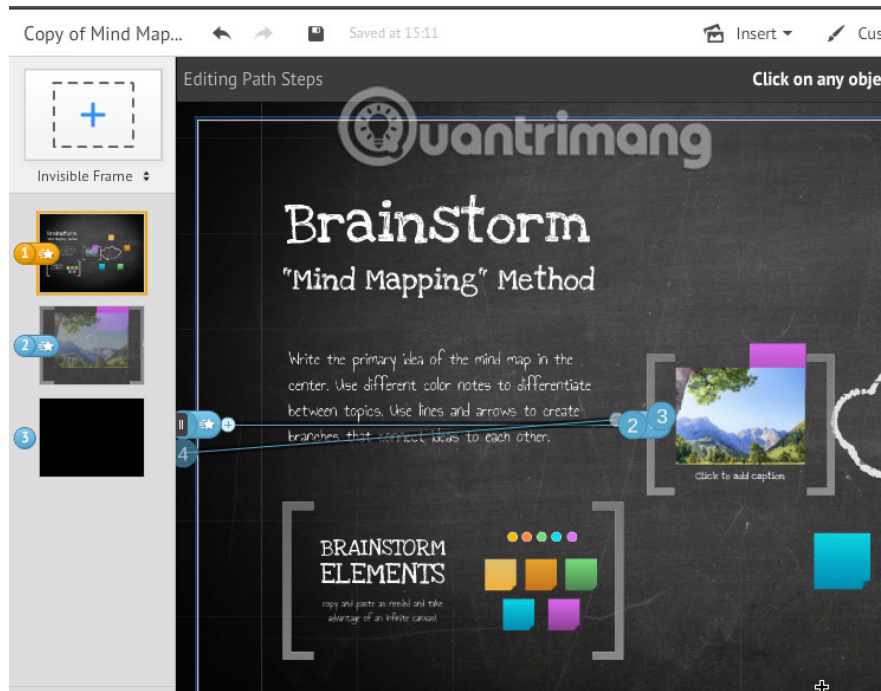 Copy of Mind Map...
Saved at 15:11
Insert
Cus
Editing Path Steps
Click on any obje
Quantrimang
Invisible Frame
1
2
3
Brainstorm
"Mind Mapping" Method
Write the primary idea of the mind map in the
center. Use different color notes to differentiate
between topics. Use lines and arrows to create
branches that connect ideas to each other.
2
3
4
Click to add caption
BRAINSTORM
ELEMENTS
copy and paste as needed and take
advantage of an infinite canvas!